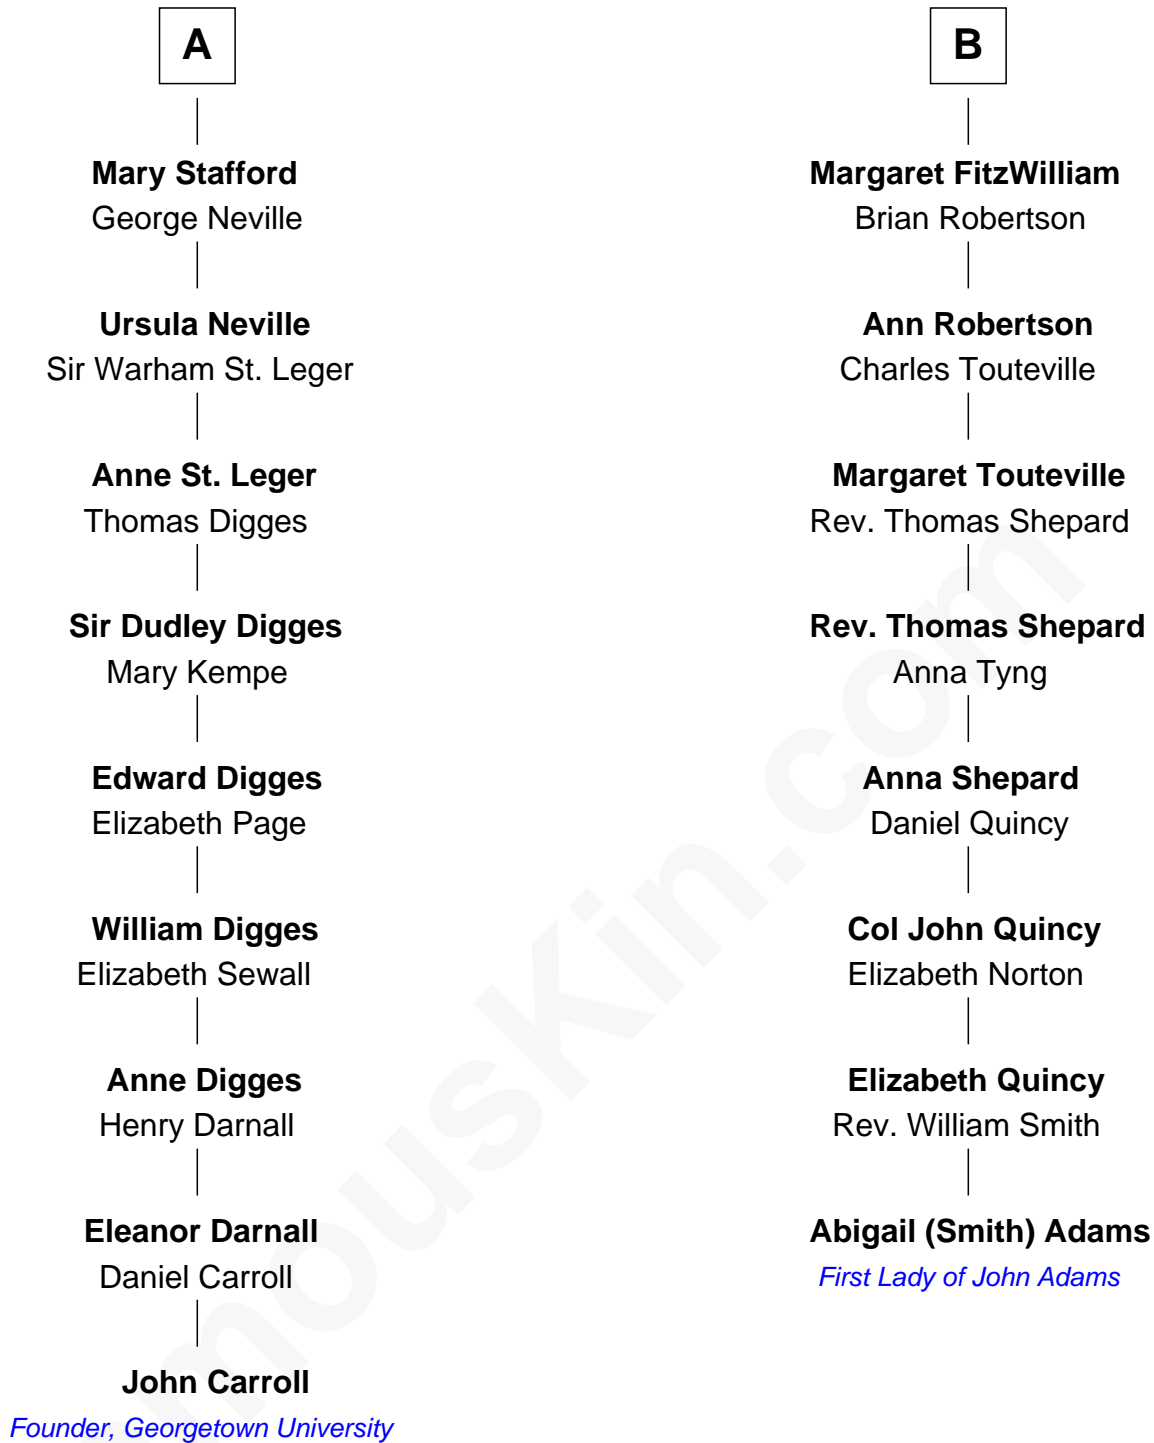 A
Mary Stafford
George Neville
Ursula Neville
Sir Warham St. Leger
Anne St. Leger
Thomas Digges
Sir Dudley Digges
Mary Kempe
Edward Digges
Elizabeth Page
William Digges
Elizabeth Sewall
Anne Digges
Henry Darnall
Eleanor Darnall
Daniel Carroll
John Carroll
Founder, Georgetown University
B
Margaret FitzWilliam
Brian Robertson
Ann Robertson
Charles Touteville
Margaret Touteville
Rev. Thomas Shepard
Rev. Thomas Shepard
Anna Tyng
Anna Shepard
Daniel Quincy
Col John Quincy
Elizabeth Norton
Elizabeth Quincy
Rev. William Smith
Abigail (Smith) Adams
First Lady of John Adams
mousKin.com